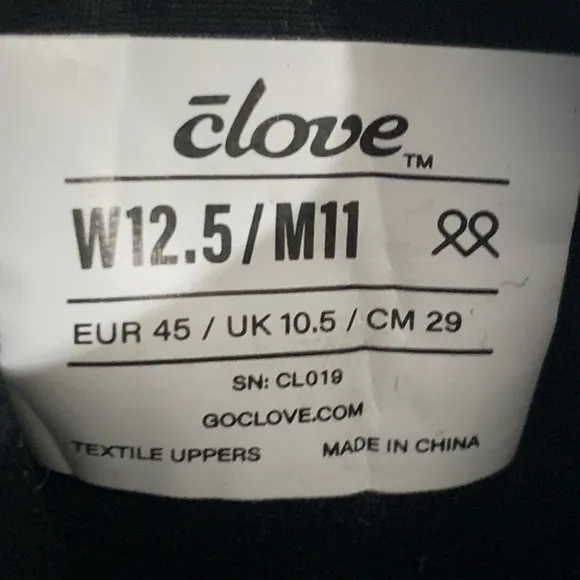 clove™
W12.5/M11
EUR 45 / UK 10.5 / CM 29
SN: CL019
GOCLOVE.COM
TEXTILE UPPERS MADE IN CHINA